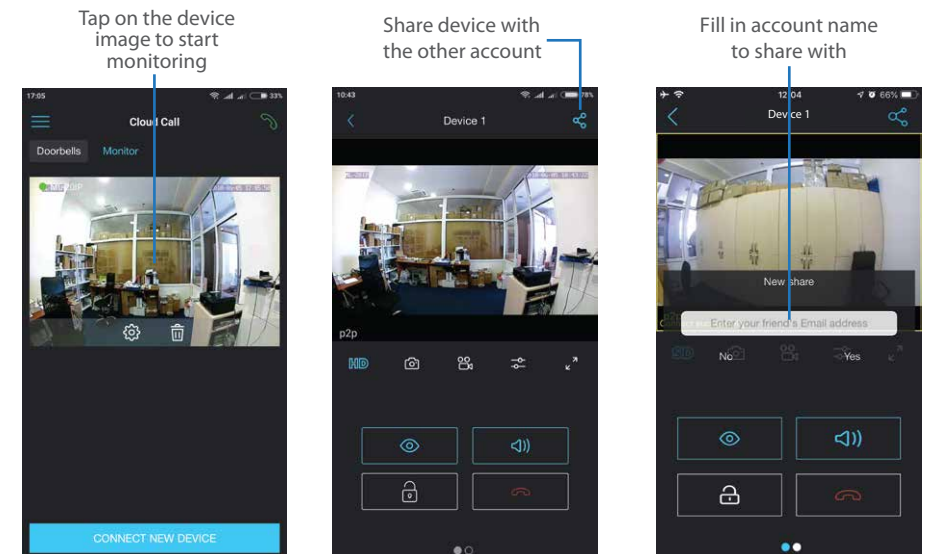 Tap on the device
image to start
monitoring
Share device with
the other account
Fill in account name
to share with
17:05
33%
Cloud Call
Doorbells Monitor
CONNECT NEW DEVICE
10:43
78%
Device 1
p2p
HD
12:04
66%
Device 1
New share
Enter your friend's Email address
SD
No Yes